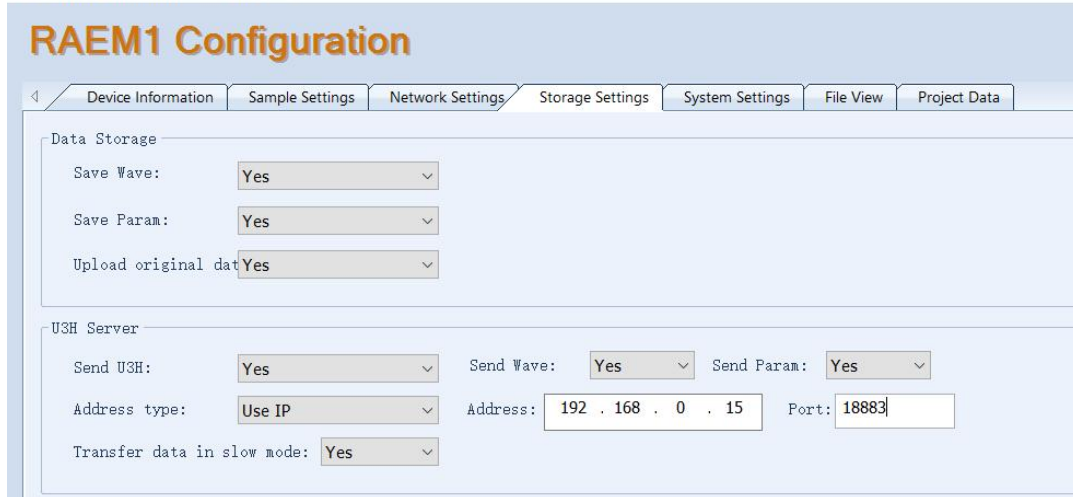 RAEM1 Configuration
Device Information Sample Settings Network Settings Storage Settings System Settings File View Project Data
Data Storage
Save Wave: Yes
Save Param: Yes
Upload original dat Yes
U3H Server
Send U3H: Yes Send Wave: Yes Send Param: Yes
Address type: Use IP Address: 192 . 168 . 0 . 15 Port: 18883
Transfer data in slow mode: Yes